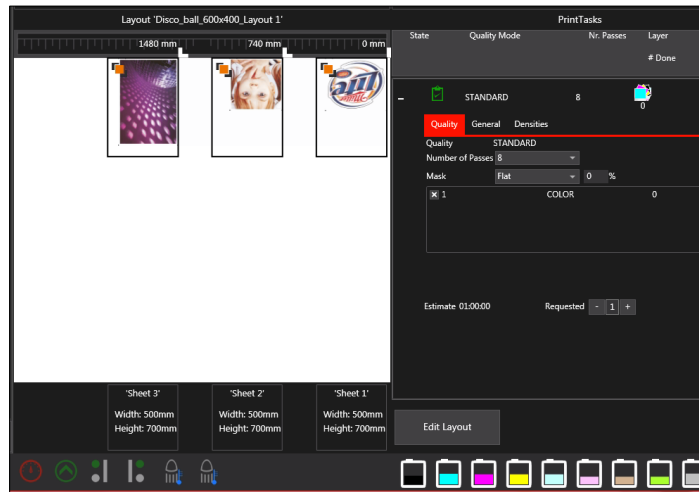 Layout 'Disco_ball_600x400_Layout 1'
1480 mm 740 mm 0 mm
'Sheet 3' 'Sheet 2' 'Sheet 1'
Width: 500mm Width: 500mm Width: 500mm
Height: 700mm Height: 700mm Height: 700mm
PrintTasks
State Quality Mode Nr. Passes Layer
# Done
STANDARD 8 0
Quality General Densities
Quality STANDARD
Number of Passes 8
Mask Flat 0 %
1 COLOR 0
Estimate 01:00:00 Requested - 1 +
Edit Layout